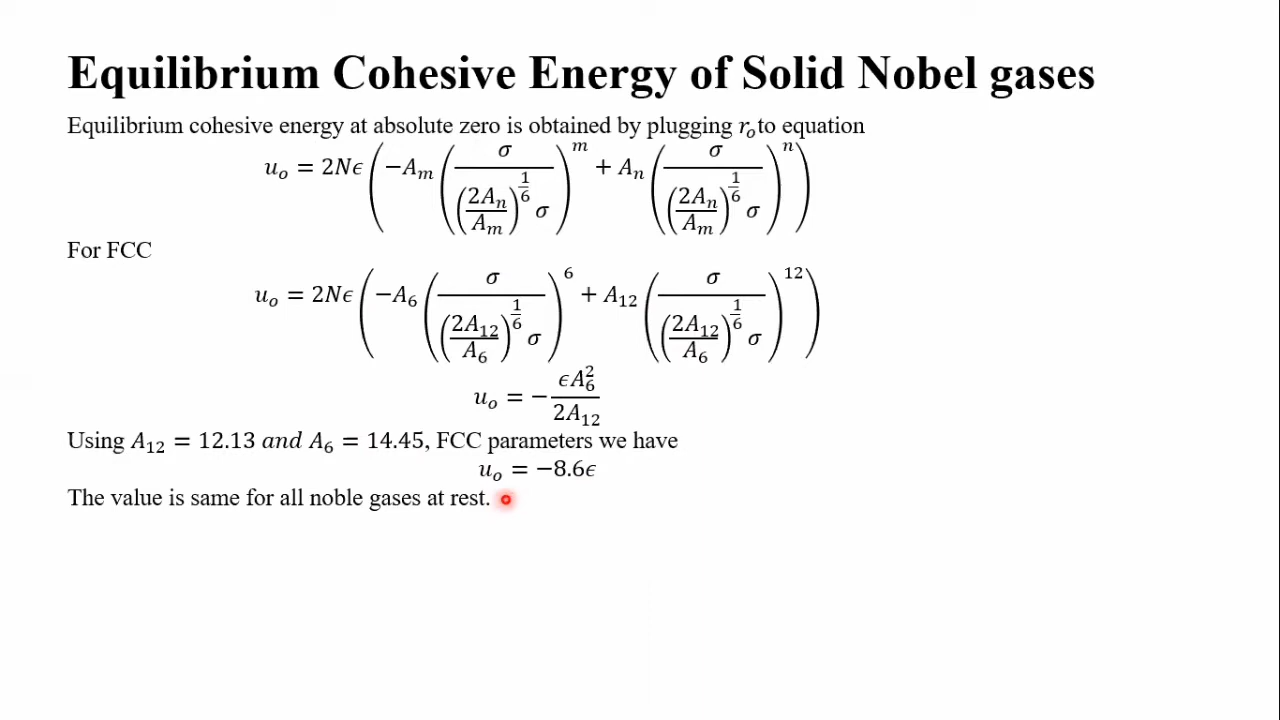 Equilibrium Cohesive Energy of Solid Nobel gases
Equilibrium cohesive energy at absolute zero is obtained by plugging r_o to equation
u_o = 2Nϵ (−A_m (σ / ((2A_n / A_m)^(1/6) σ))^m + A_n (σ / ((2A_n / A_m)^(1/6) σ))^n)
For FCC
u_o = 2Nϵ (−A_6 (σ / ((2A_12 / A_6)^(1/6) σ))^6 + A_12 (σ / ((2A_12 / A_6)^(1/6) σ))^12)
u_o = − ϵA_6^2 / 2A_12
Using A_12 = 12.13 and A_6 = 14.45, FCC parameters we have
u_o = −8.6ϵ
The value is same for all noble gases at rest.